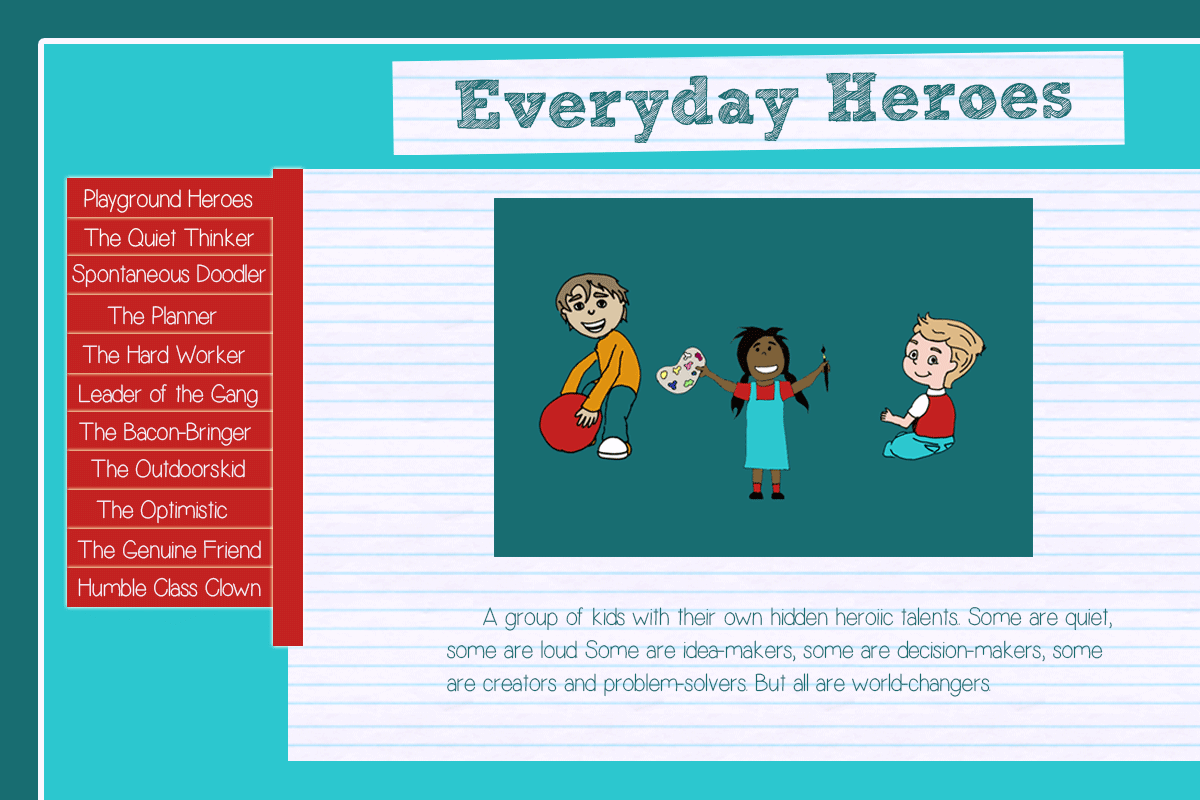 Everyday Heroes
Playground Heroes
The Quiet Thinker
Spontaneous Doodler
The Planner
The Hard Worker
Leader of the Gang
The Bacon-Bringer
The Outdoorskid
The Optimistic
The Genuine Friend
Humble Class Clown
A group of kids with their own hidden heroiic talents. Some are quiet,
some are loud. Some are idea-makers, some are decision-makers, some
are creators and problem-solvers. But all are world-changers.